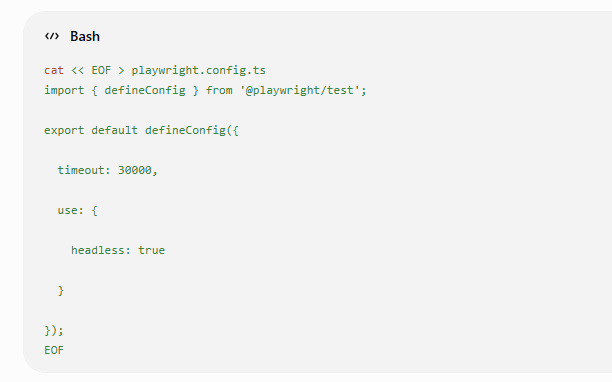 Bash
cat << EOF > playwright.config.ts
import { defineConfig } from '@playwright/test';
export default defineConfig({
  timeout: 30000,
  use: {
    headless: true
  }
});
EOF